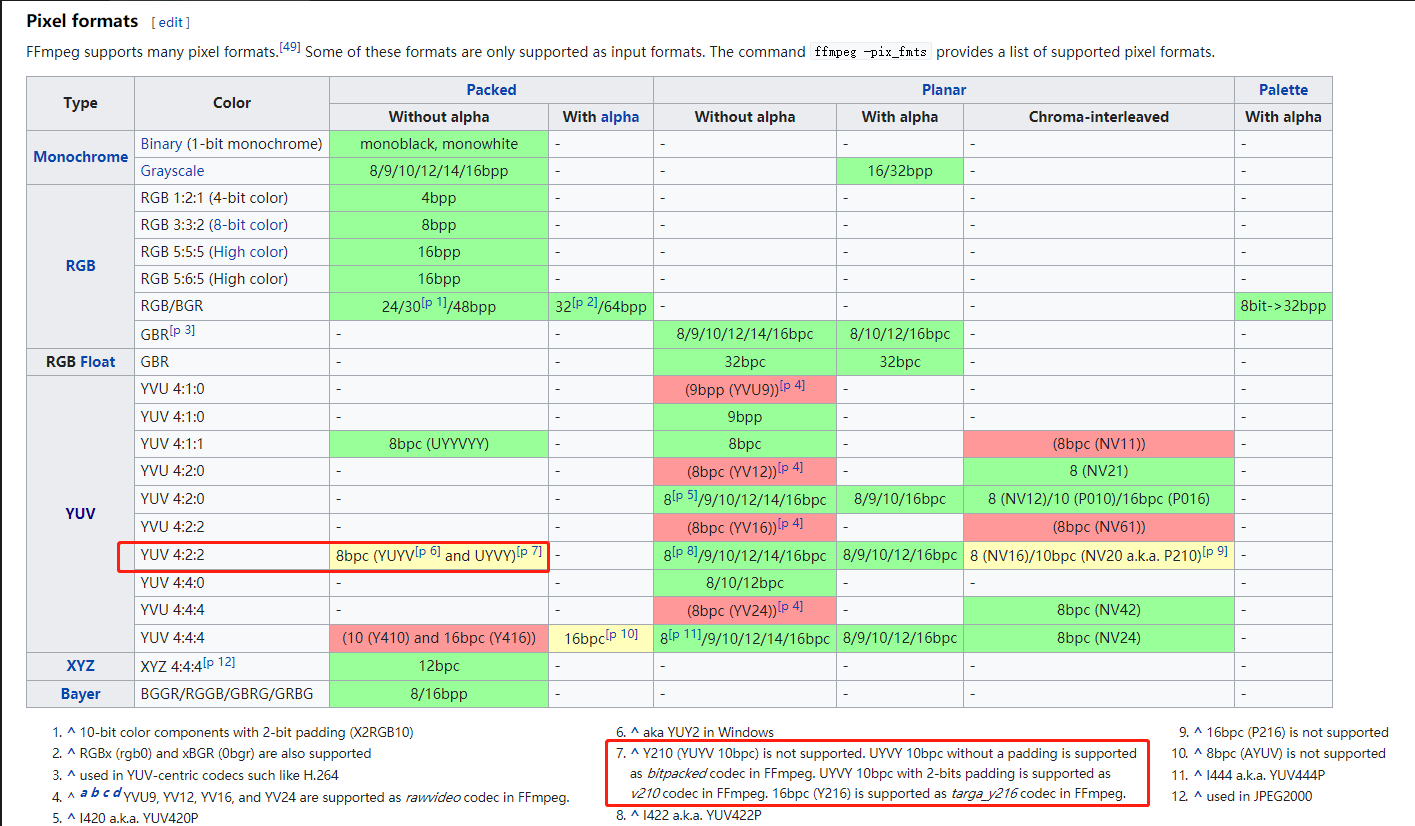 Pixel formats [ edit ]
FFmpeg supports many pixel formats.[49] Some of these formats are only supported as input formats. The command ffmpeg -pix_fmts provides a list of supported pixel formats.
Type Color Packed Planar Palette
Without alpha With alpha Without alpha With alpha Chroma-interleaved With alpha
Monochrome Binary (1-bit monochrome) monoblack, monowhite - - - - -
Grayscale 8/9/10/12/14/16bpp - - 16/32bpp - -
RGB RGB 1:2:1 (4-bit color) 4bpp - - - - -
RGB 3:3:2 (8-bit color) 8bpp - - - - -
RGB 5:5:5 (High color) 16bpp - - - - -
RGB 5:6:5 (High color) 16bpp - - - - -
RGB/BGR 24/30[p 1]/48bpp 32[p 2]/64bpp - - - 8bit->32bpp
GBR[p 3] - - 8/9/10/12/14/16bpc 8/10/12/16bpc - -
RGB Float GBR - - 32bpc 32bpc - -
YUV YVU 4:1:0 - - (9bpp (YVU9))[p 4] - - -
YUV 4:1:0 - - 9bpp - - -
YUV 4:1:1 8bpc (UYYVYY) - 8bpc - (8bpc (NV11)) -
YVU 4:2:0 - - (8bpc (YV12))[p 4] - 8 (NV21) -
YUV 4:2:0 - - 8[p 5]/9/10/12/14/16bpc 8/9/10/16bpc 8 (NV12)/10 (P010)/16bpc (P016) -
YVU 4:2:2 - - (8bpc (YV16))[p 4] - (8bpc (NV61)) -
YUV 4:2:2 8bpc (YUYV[p 6] and UYVY)[p 7] - 8[p 8]/9/10/12/14/16bpc 8/9/10/12/16bpc 8 (NV16)/10bpc (NV20 a.k.a. P210)[p 9] -
YUV 4:4:0 - - 8/10/12bpc - - -
YVU 4:4:4 - - (8bpc (YV24))[p 4] - 8bpc (NV42) -
YUV 4:4:4 (10 (Y410) and 16bpc (Y416)) 16bpc[p 10] 8[p 11]/9/10/12/14/16bpc 8/9/10/12/16bpc 8bpc (NV24) -
XYZ XYZ 4:4:4[p 12] 12bpc - - - - -
Bayer BGGR/RGGB/GBRG/GRBG 8/16bpp - - - - -
1. ^ 10-bit color components with 2-bit padding (X2RGB10)
2. ^ RGBx (rgb0) and xBGR (0bgr) are also supported
3. ^ used in YUV-centric codecs such like H.264
4. ^ a b c d YVU9, YV12, YV16, and YV24 are supported as rawvideo codec in FFmpeg.
5. ^ I420 a.k.a. YUV420P
6. ^ aka YUY2 in Windows
7. ^ Y210 (YUYV 10bpc) is not supported. UYVY 10bpc without a padding is supported
as bitpacked codec in FFmpeg. UYVY 10bpc with 2-bits padding is supported as
v210 codec in FFmpeg. 16bpc (Y216) is supported as targa_y216 codec in FFmpeg.
8. ^ I422 a.k.a. YUV422P
9. ^ 16bpc (P216) is not supported
10. ^ 8bpc (AYUV) is not supported
11. ^ I444 a.k.a. YUV444P
12. ^ used in JPEG2000